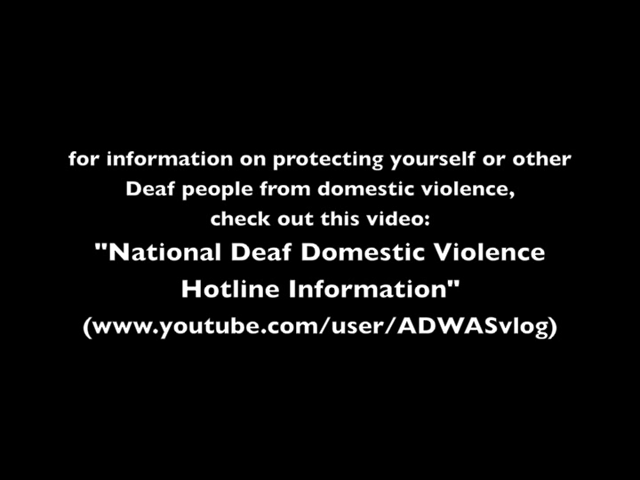 for information on protecting yourself or other
Deaf people from domestic violence,
check out this video:
"National Deaf Domestic Violence
Hotline Information"
(www.youtube.com/user/ADWASvlog)